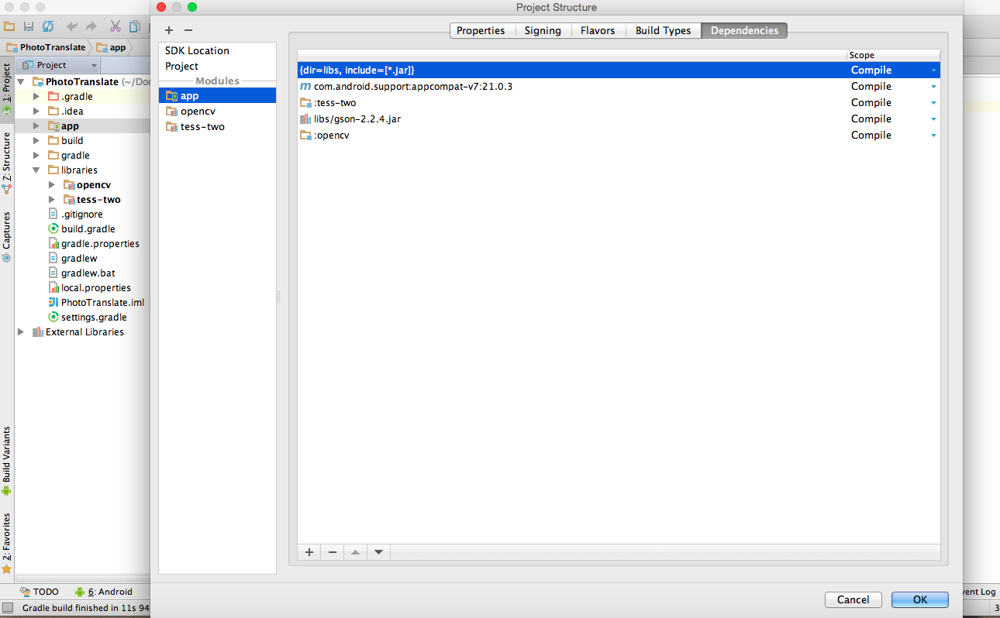 Project Structure
PhotoTranslate
app
Project
PhotoTranslate (~/Doc
.gradle
.idea
app
build
gradle
libraries
opencv
tess-two
.gitignore
build.gradle
gradle.properties
gradlew
gradlew.bat
local.properties
PhotoTranslate.iml
settings.gradle
External Libraries
1: Project
Z: Structure
Captures
Build Variants
2: Favorites
SDK Location
Project
Modules
app
opencv
tess-two
Properties
Signing
Flavors
Build Types
Dependencies
Scope
{dir=libs, include=[*.jar]} Compile
m com.android.support:appcompat-v7:21.0.3 Compile
:tess-two Compile
libs/gson-2.2.4.jar Compile
:opencv Compile
Cancel
OK
TODO
6: Android
vent Log
Gradle build finished in 11s 94
3